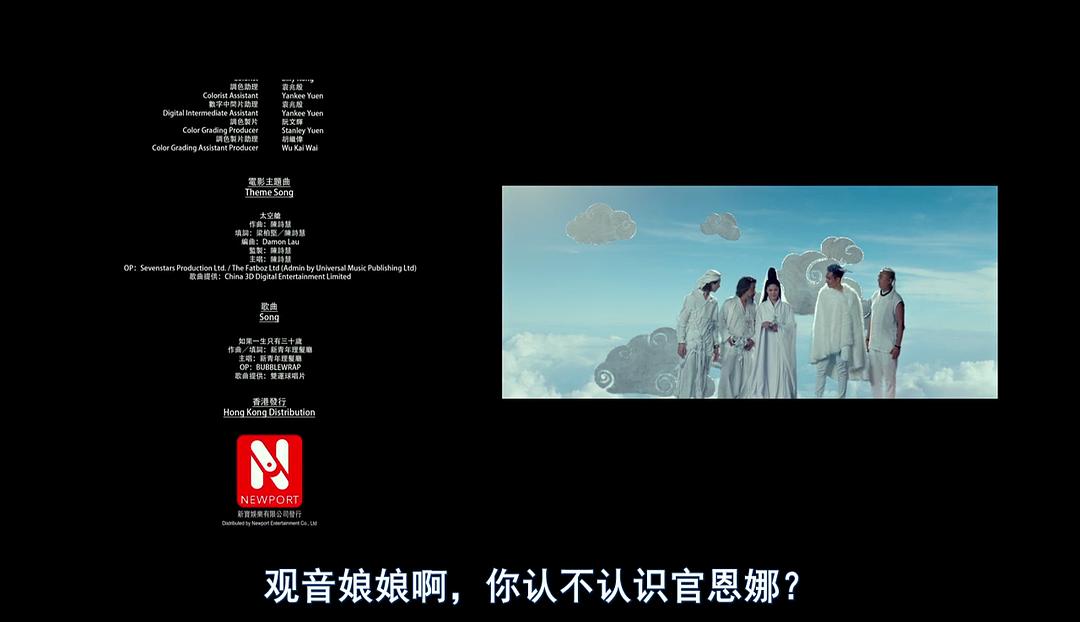 調色助理 袁兆殷
Colorist Assistant Yankee Yuen
數字中間片助理 袁兆殷
Digital Intermediate Assistant Yankee Yuen
調色製片 阮文輝
Color Grading Producer Stanley Yuen
調色製片助理 胡繼偉
Color Grading Assistant Producer Wu Kai Wai
電影主題曲
Theme Song
太空艙
作曲：陳詩慧
填詞：梁柏堅／陳詩慧
編曲：Damon Lau
監製：陳詩慧
主唱：陳詩慧
OP：Sevenstars Production Ltd. / The Fatboz Ltd (Admin by Universal Music Publishing Ltd)
歌曲提供：China 3D Digital Entertainment Limited
歌曲
Song
如果一生只有三十歲
作曲／填詞：新青年理髮廳
主唱：新青年理髮廳
OP：BUBBLEWRAP
歌曲提供：雙運球唱片
香港發行
Hong Kong Distribution
N
NEWPORT
新寶娛樂有限公司發行
Distributed by Newport Entertainment Co., Ltd
观音娘娘啊，你认不认识官恩娜？